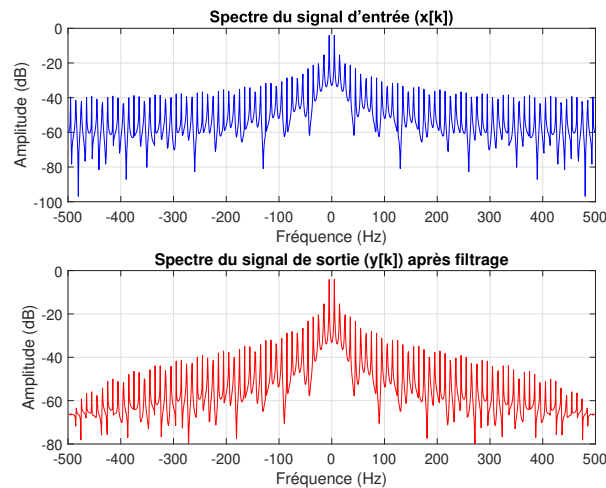 Spectre du signal d'entrée (x[k])
0
-20
-40
-60
-80
-100
Amplitude (dB)
-500 -400 -300 -200 -100 0 100 200 300 400 500
Fréquence (Hz)
Spectre du signal de sortie (y[k]) après filtrage
0
-20
-40
-60
-80
Amplitude (dB)
-500 -400 -300 -200 -100 0 100 200 300 400 500
Fréquence (Hz)